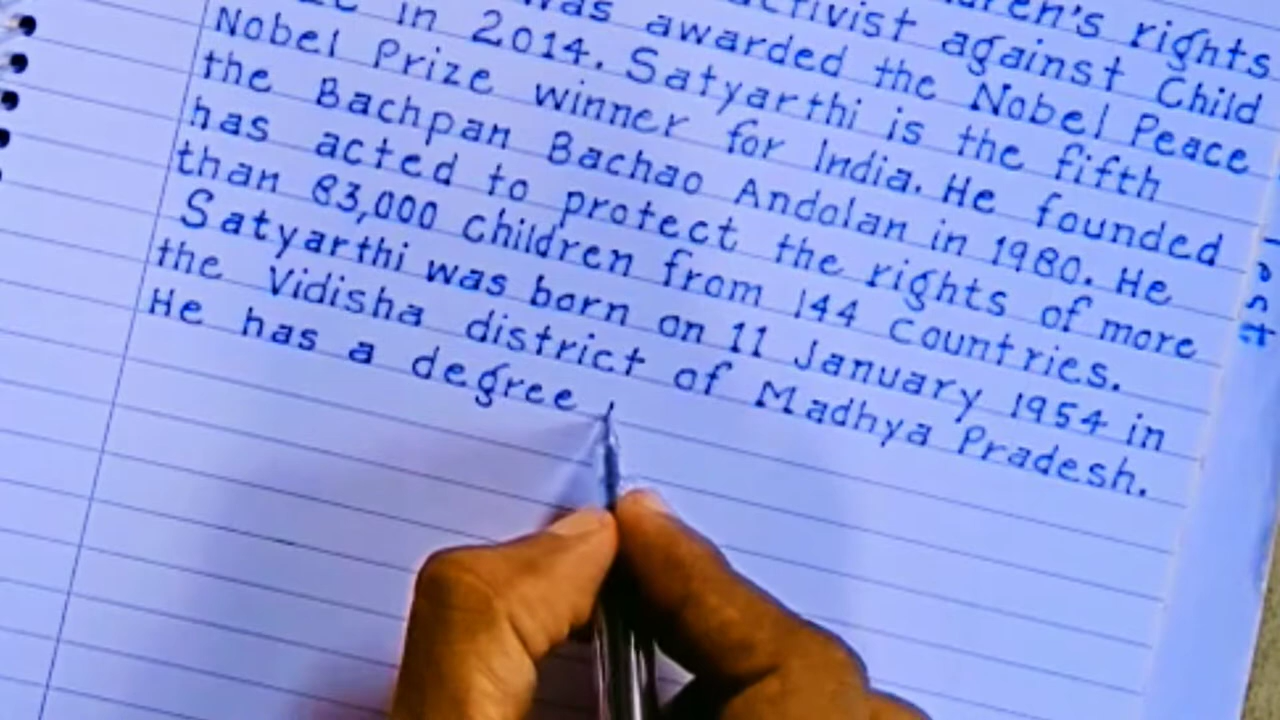 rights
against Child
was awarded the Nobel Peace
in 2014. Satyarthi is the fifth
Nobel Prize winner for India. He founded
the Bachpan Bachao Andolan in 1980. He
has acted to protect the rights of more
than 83,000 children from 144 Countries.
Satyarthi was born on 11 January 1954 in
the Vidisha district of Madhya Pradesh.
He has a degree